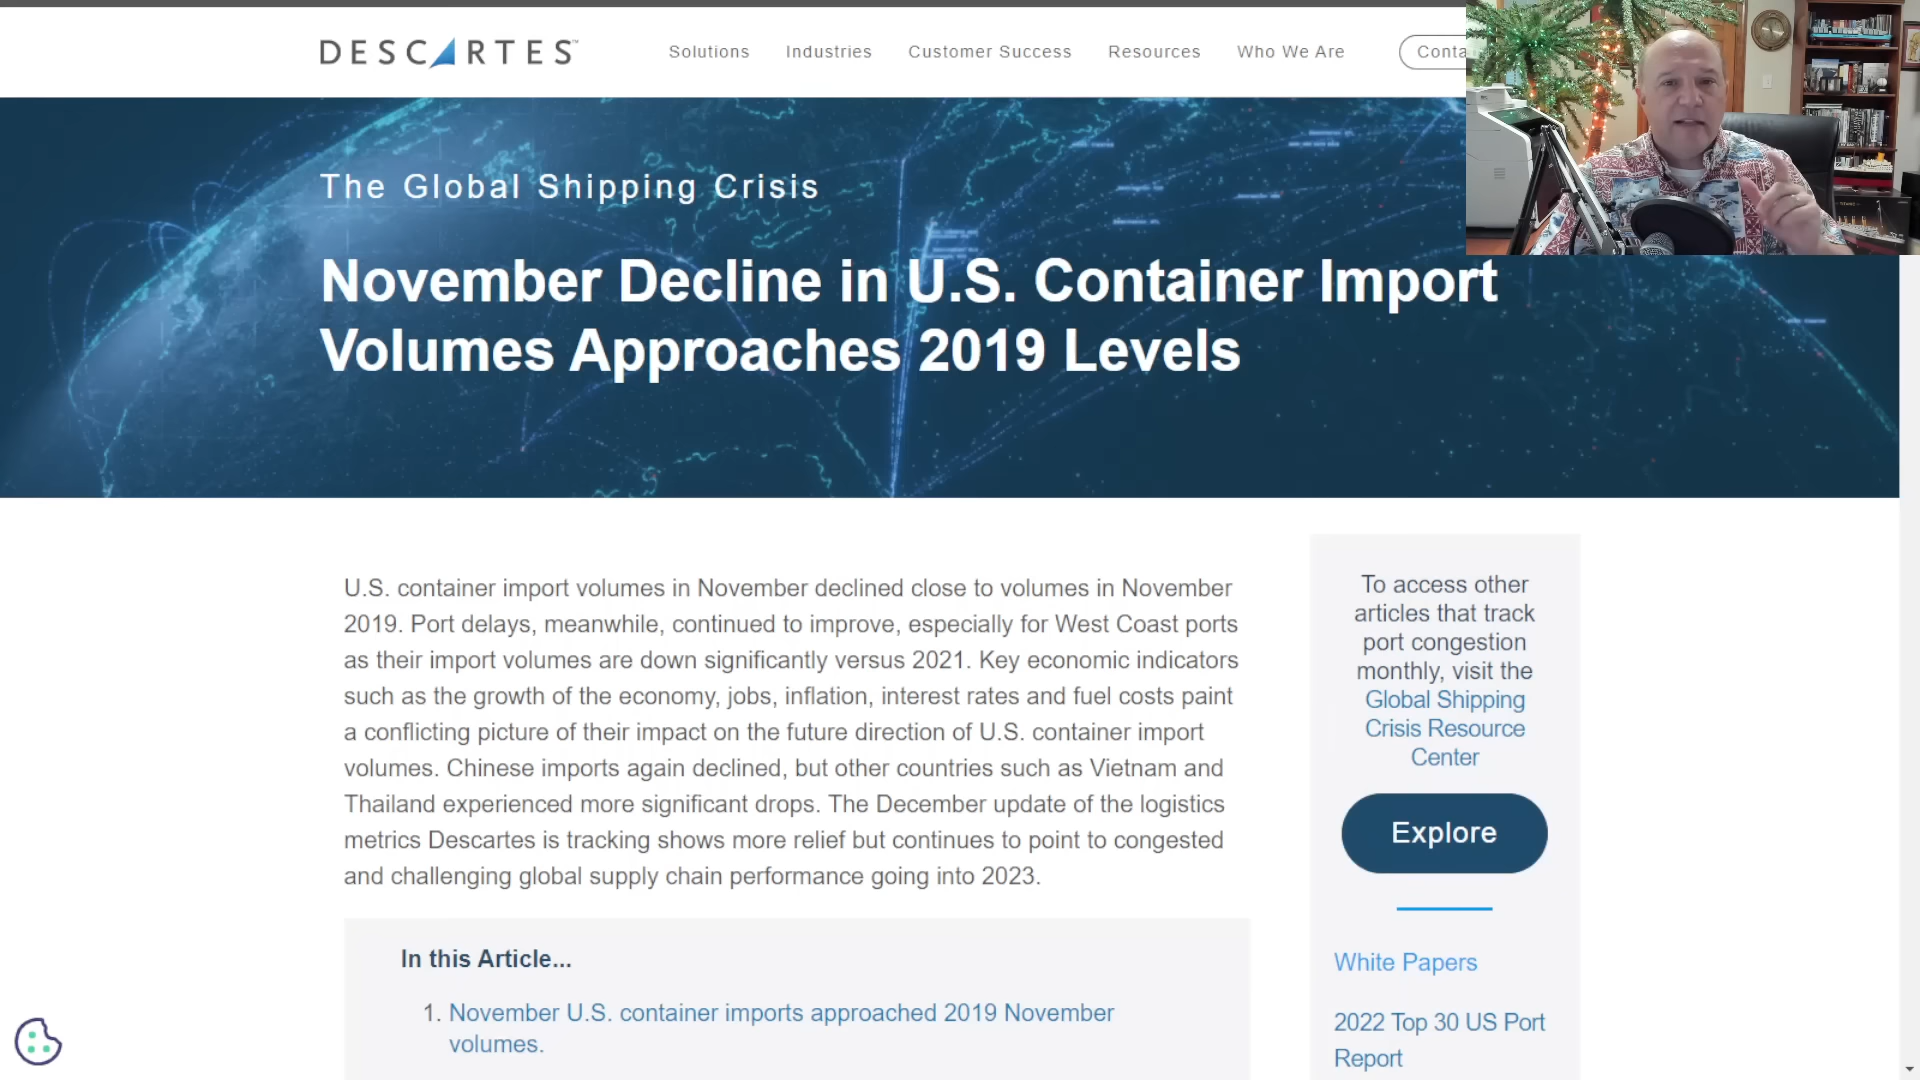 DESCARTES™
Solutions
Industries
Customer Success
Resources
Who We Are
The Global Shipping Crisis
November Decline in U.S. Container Import
Volumes Approaches 2019 Levels
U.S. container import volumes in November declined close to volumes in November
2019. Port delays, meanwhile, continued to improve, especially for West Coast ports
as their import volumes are down significantly versus 2021. Key economic indicators
such as the growth of the economy, jobs, inflation, interest rates and fuel costs paint
a conflicting picture of their impact on the future direction of U.S. container import
volumes. Chinese imports again declined, but other countries such as Vietnam and
Thailand experienced more significant drops. The December update of the logistics
metrics Descartes is tracking shows more relief but continues to point to congested
and challenging global supply chain performance going into 2023.
In this Article...
1. November U.S. container imports approached 2019 November
volumes.
To access other
articles that track
port congestion
monthly, visit the
Global Shipping
Crisis Resource
Center
Explore
White Papers
2022 Top 30 US Port
Report